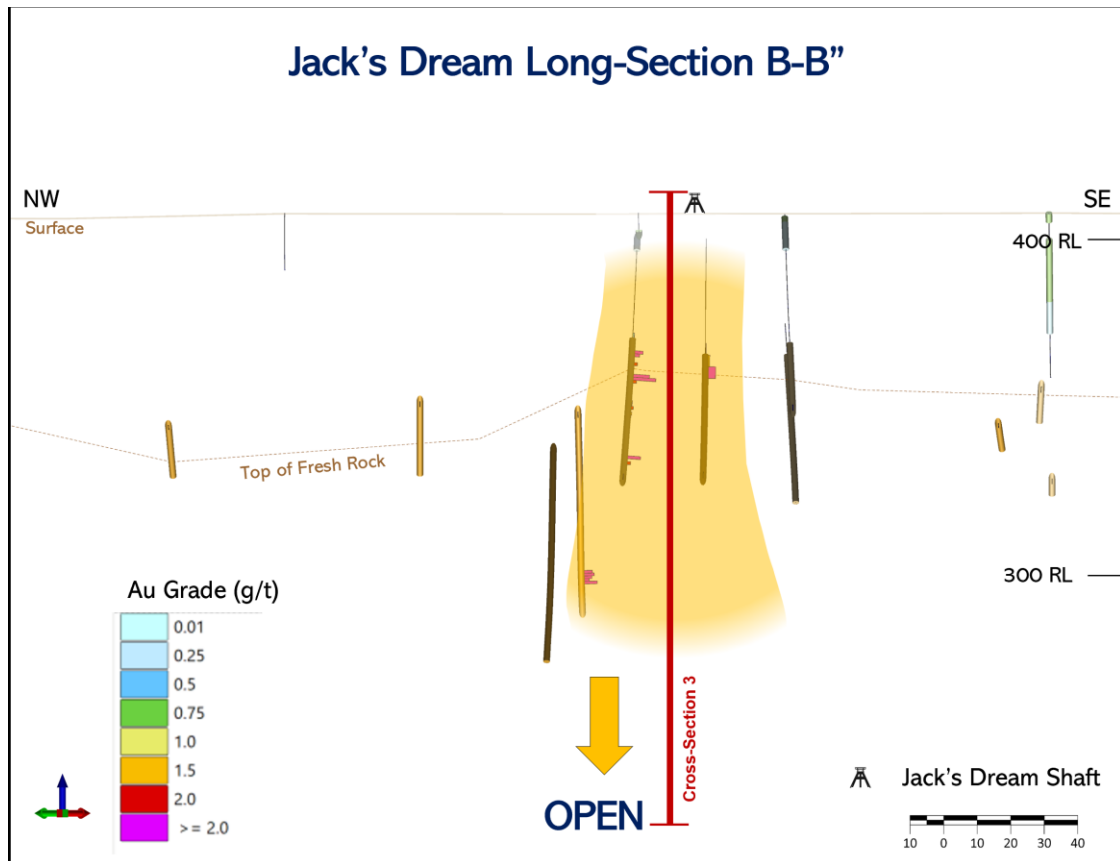 Jack's Dream Long-Section B-B"
NW
SE
Surface
400 RL
Top of Fresh Rock
300 RL
Au Grade (g/t)
0.01
0.25
0.5
0.75
1.0
1.5
2.0
>= 2.0
Cross-Section 3
OPEN
Jack's Dream Shaft
10 0 10 20 30 40